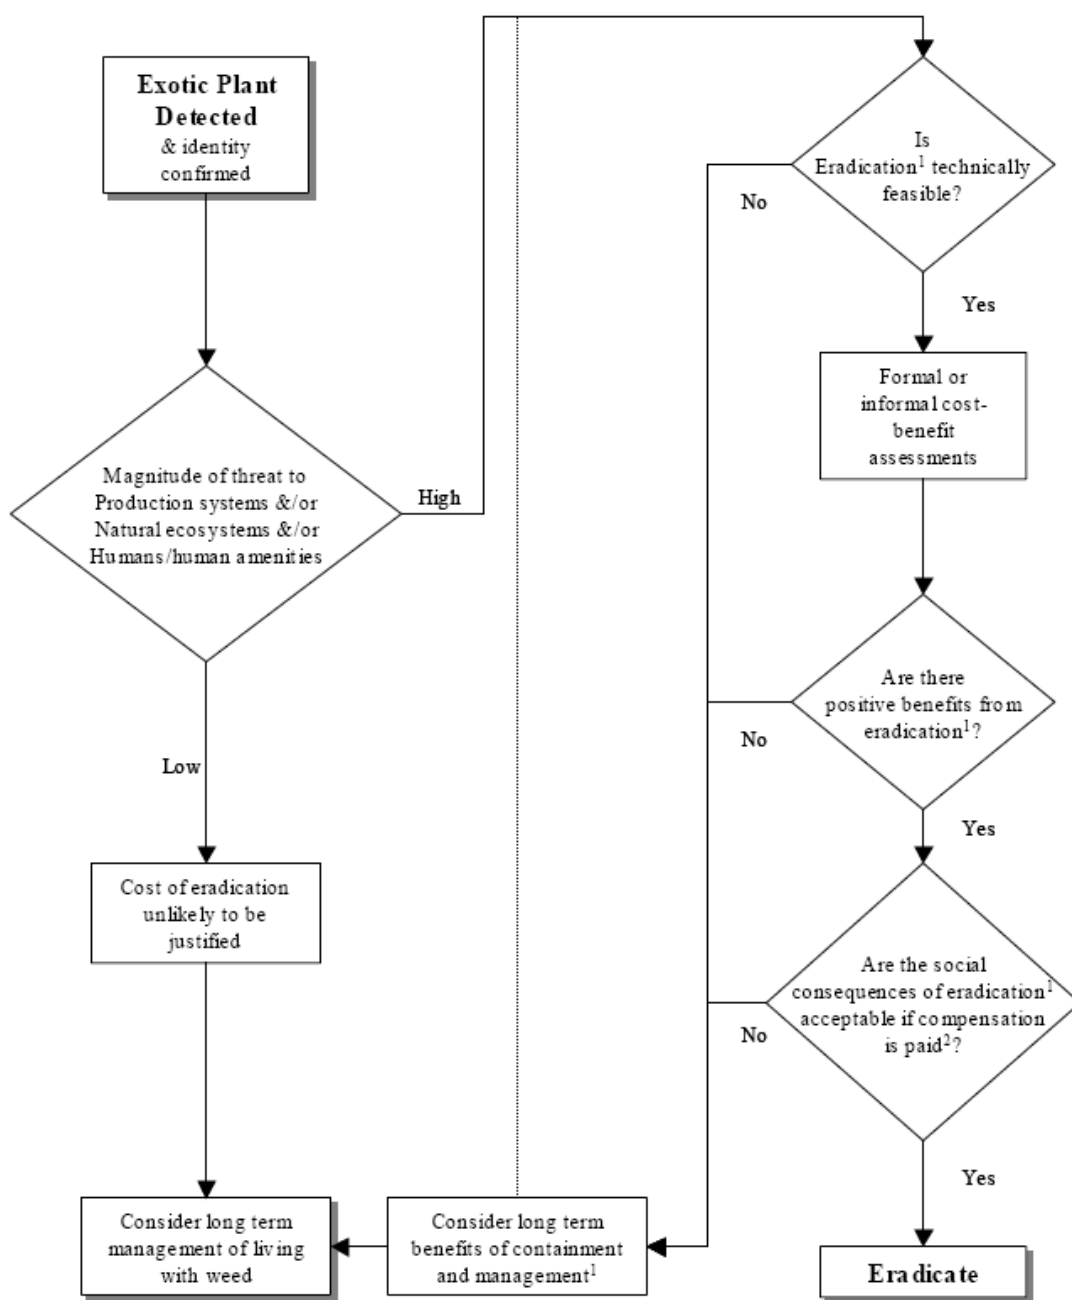 Exotic Plant
Detected
& identity
confirmed
Magnitude of threat to
Production systems &/or
Natural ecosystems &/or
Humans/human amenities
High
Low
Cost of eradication
unlikely to be
justified
Consider long term
management of living
with weed
Consider long term
benefits of containment
and management¹
Is
Eradication¹ technically
feasible?
No
Yes
Formal or
informal cost-
benefit
assessments
Are there
positive benefits from
eradication¹?
No
Yes
Are the social
consequences of eradication¹
acceptable if compensation
is paid²?
No
Yes
Eradicate